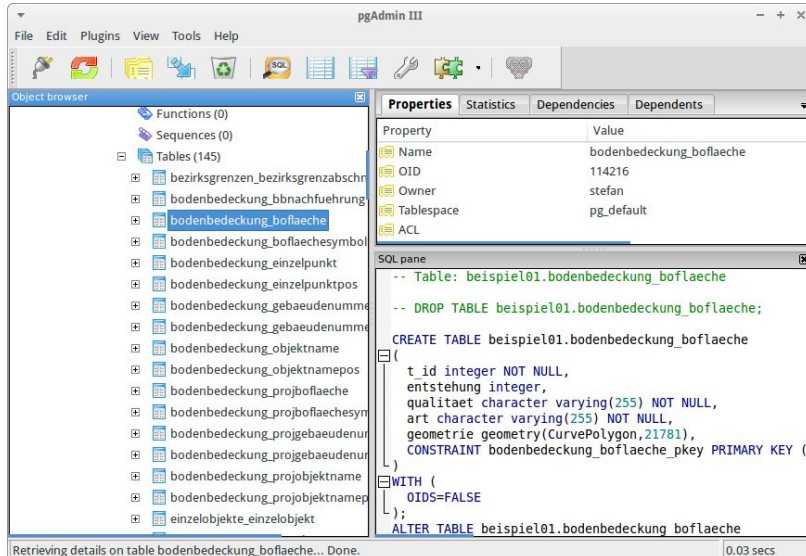 pgAdmin III
File Edit Plugins View Tools Help
SQL
Object browser
Functions (0)
Sequences (0)
Tables (145)
bezirksgrenzen_bezirksgrenzabschn
bodenbedeckung_bbnachfuehrung
bodenbedeckung_boflaeche
bodenbedeckung_boflaechesymbol
bodenbedeckung_einzelpunkt
bodenbedeckung_einzelpunktpos
bodenbedeckung_gebaeudenumme
bodenbedeckung_gebaeudenumme
bodenbedeckung_objektname
bodenbedeckung_objektnamepos
bodenbedeckung_projboflaeche
bodenbedeckung_projboflaechesym
bodenbedeckung_projgebaeudenur
bodenbedeckung_projgebaeudenur
bodenbedeckung_projobjektname
bodenbedeckung_projobjektnamep
einzelobjekte_einzelobjekt
Properties Statistics Dependencies Dependents
Property Value
Name bodenbedeckung_boflaeche
OID 114216
Owner stefan
Tablespace pg_default
ACL
SQL pane
-- Table: beispiel01.bodenbedeckung_boflaeche
-- DROP TABLE beispiel01.bodenbedeckung_boflaeche;
CREATE TABLE beispiel01.bodenbedeckung_boflaeche
(
t_id integer NOT NULL,
entstehung integer,
qualitaet character varying(255) NOT NULL,
art character varying(255) NOT NULL,
geometrie geometry(CurvePolygon,21781),
CONSTRAINT bodenbedeckung_boflaeche_pkey PRIMARY KEY (
)
WITH (
OIDS=FALSE
);
ALTER TABLE beispiel01.bodenbedeckung_boflaeche
Retrieving details on table bodenbedeckung_boflaeche... Done. 0.03 secs